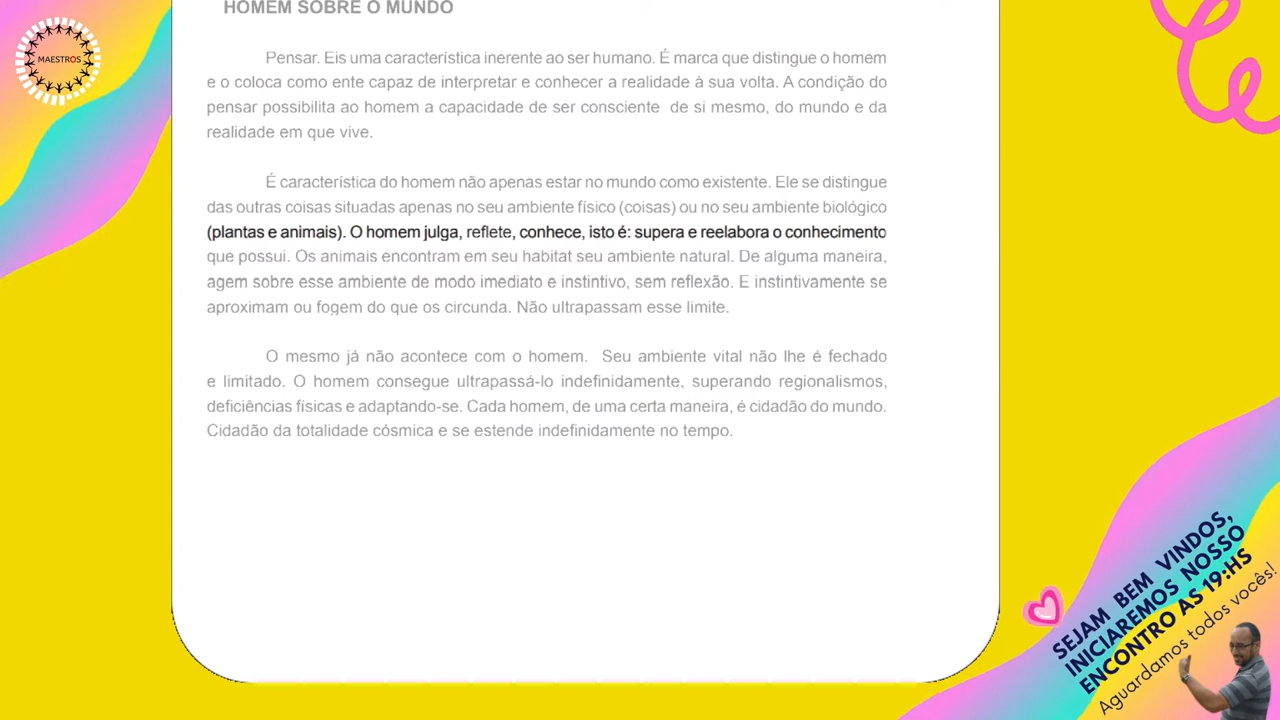 MAESTROS
HOMEM SOBRE O MUNDO
Pensar. Eis uma característica inerente ao ser humano. É marca que distingue o homem
e o coloca como ente capaz de interpretar e conhecer a realidade à sua volta. A condição do
pensar possibilita ao homem a capacidade de ser consciente de si mesmo, do mundo e da
realidade em que vive.
É característica do homem não apenas estar no mundo como existente. Ele se distingue
das outras coisas situadas apenas no seu ambiente físico (coisas) ou no seu ambiente biológico
(plantas e animais). O homem julga, reflete, conhece, isto é: supera e reelabora o conhecimento
que possui. Os animais encontram em seu habitat seu ambiente natural. De alguma maneira,
agem sobre esse ambiente de modo imediato e instintivo, sem reflexão. E instintivamente se
aproximam ou fogem do que os circunda. Não ultrapassam esse limite.
O mesmo já não acontece com o homem. Seu ambiente vital não lhe é fechado
e limitado. O homem consegue ultrapassá-lo indefinidamente, superando regionalismos,
deficiências físicas e adaptando-se. Cada homem, de uma certa maneira, é cidadão do mundo.
Cidadão da totalidade cósmica e se estende indefinidamente no tempo.
SEJAM BEM VINDOS,
INICIAREMOS NOSSO
ENCONTRO AS 19:HS
Aguardamos todos vocês!